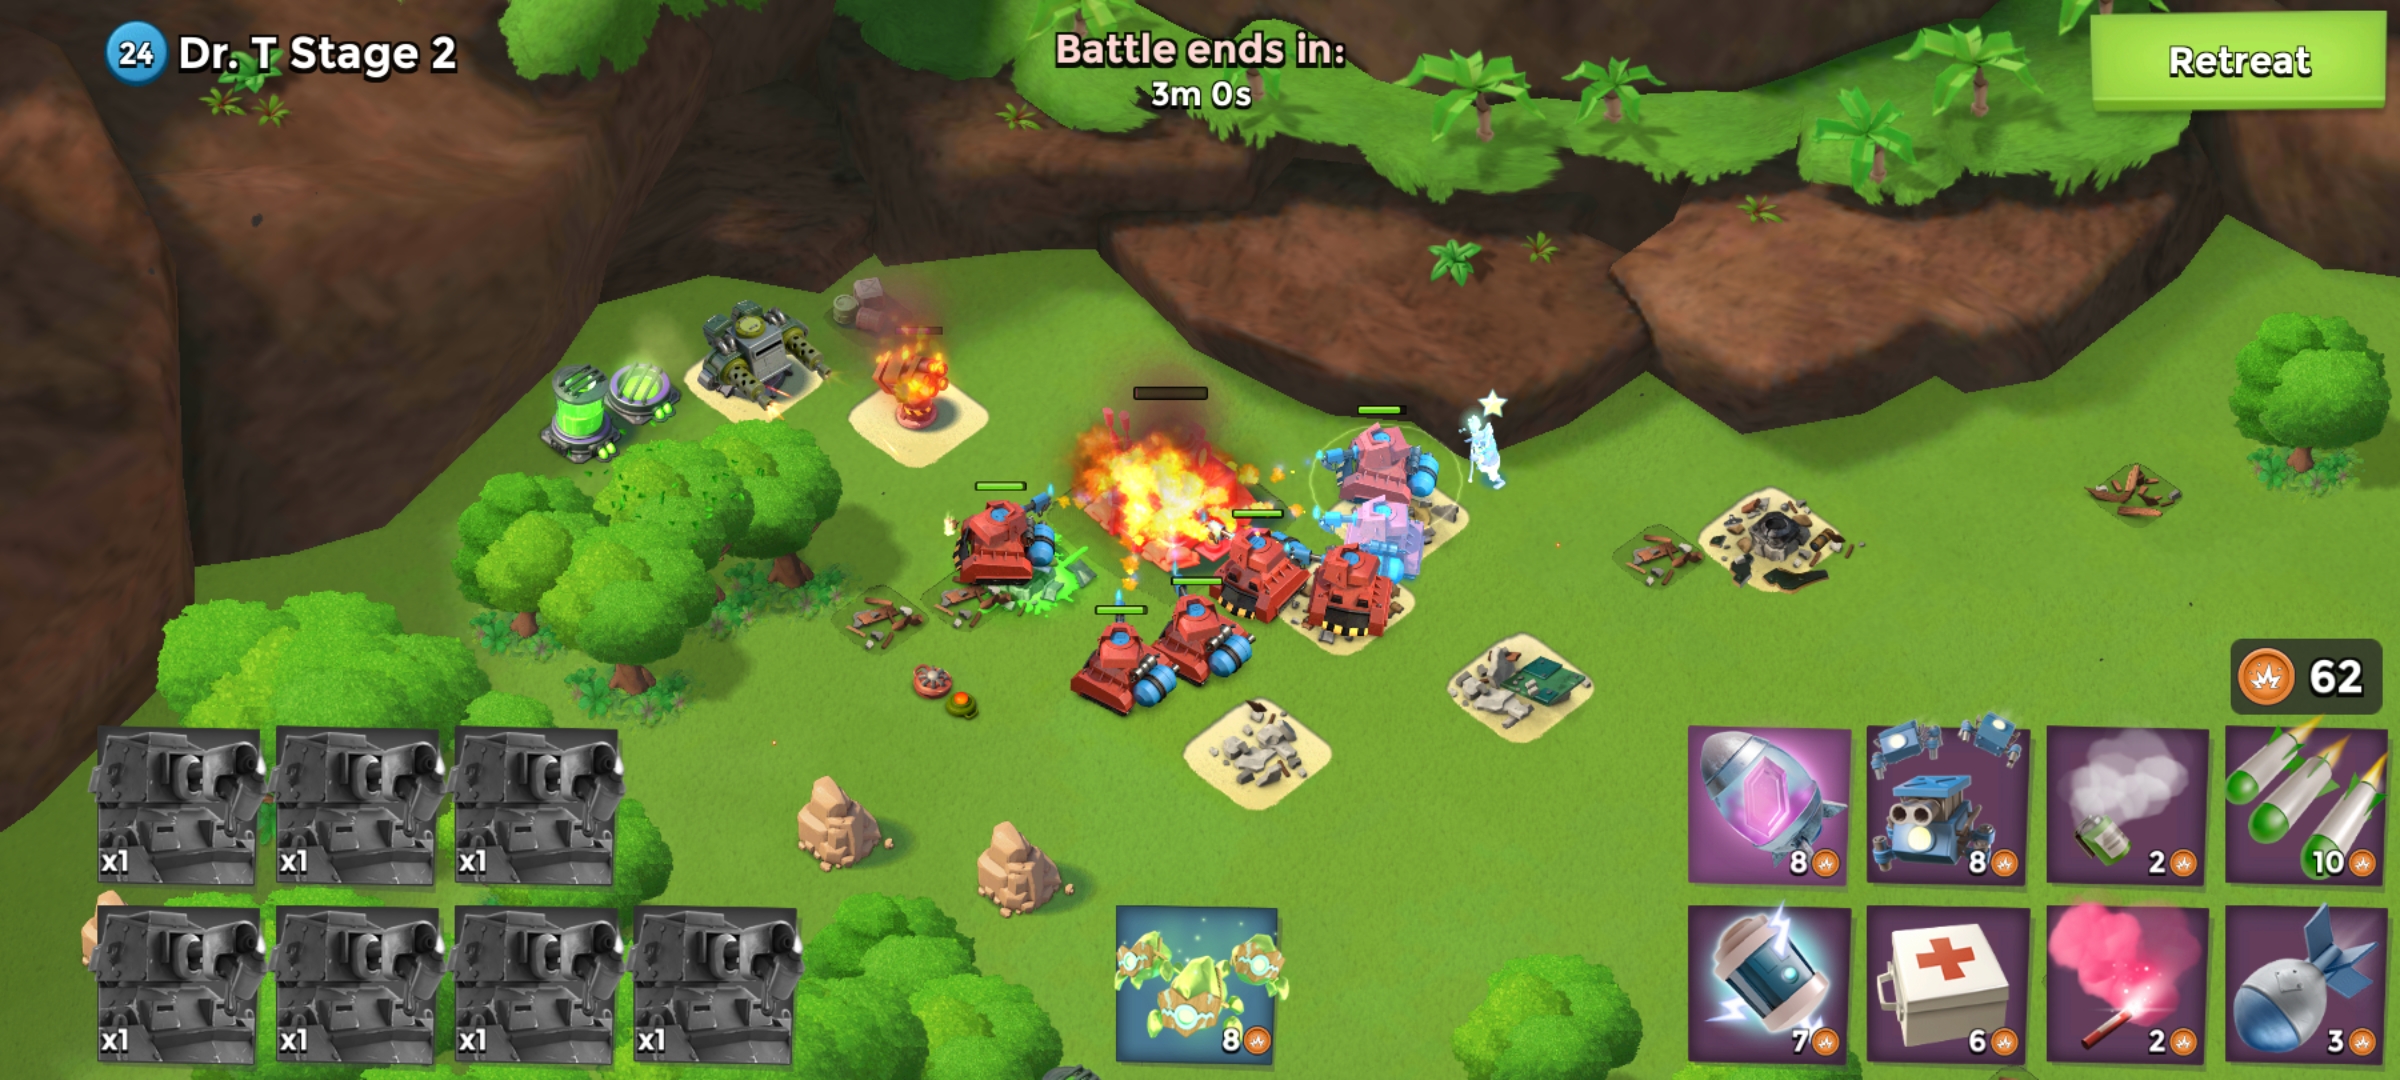 24 Dr. T Stage 2
Battle ends in:
3m 0s
Retreat
62
x1 x1 x1
8 8 2 10
x1 x1 x1 x1
8
7 6 2 3